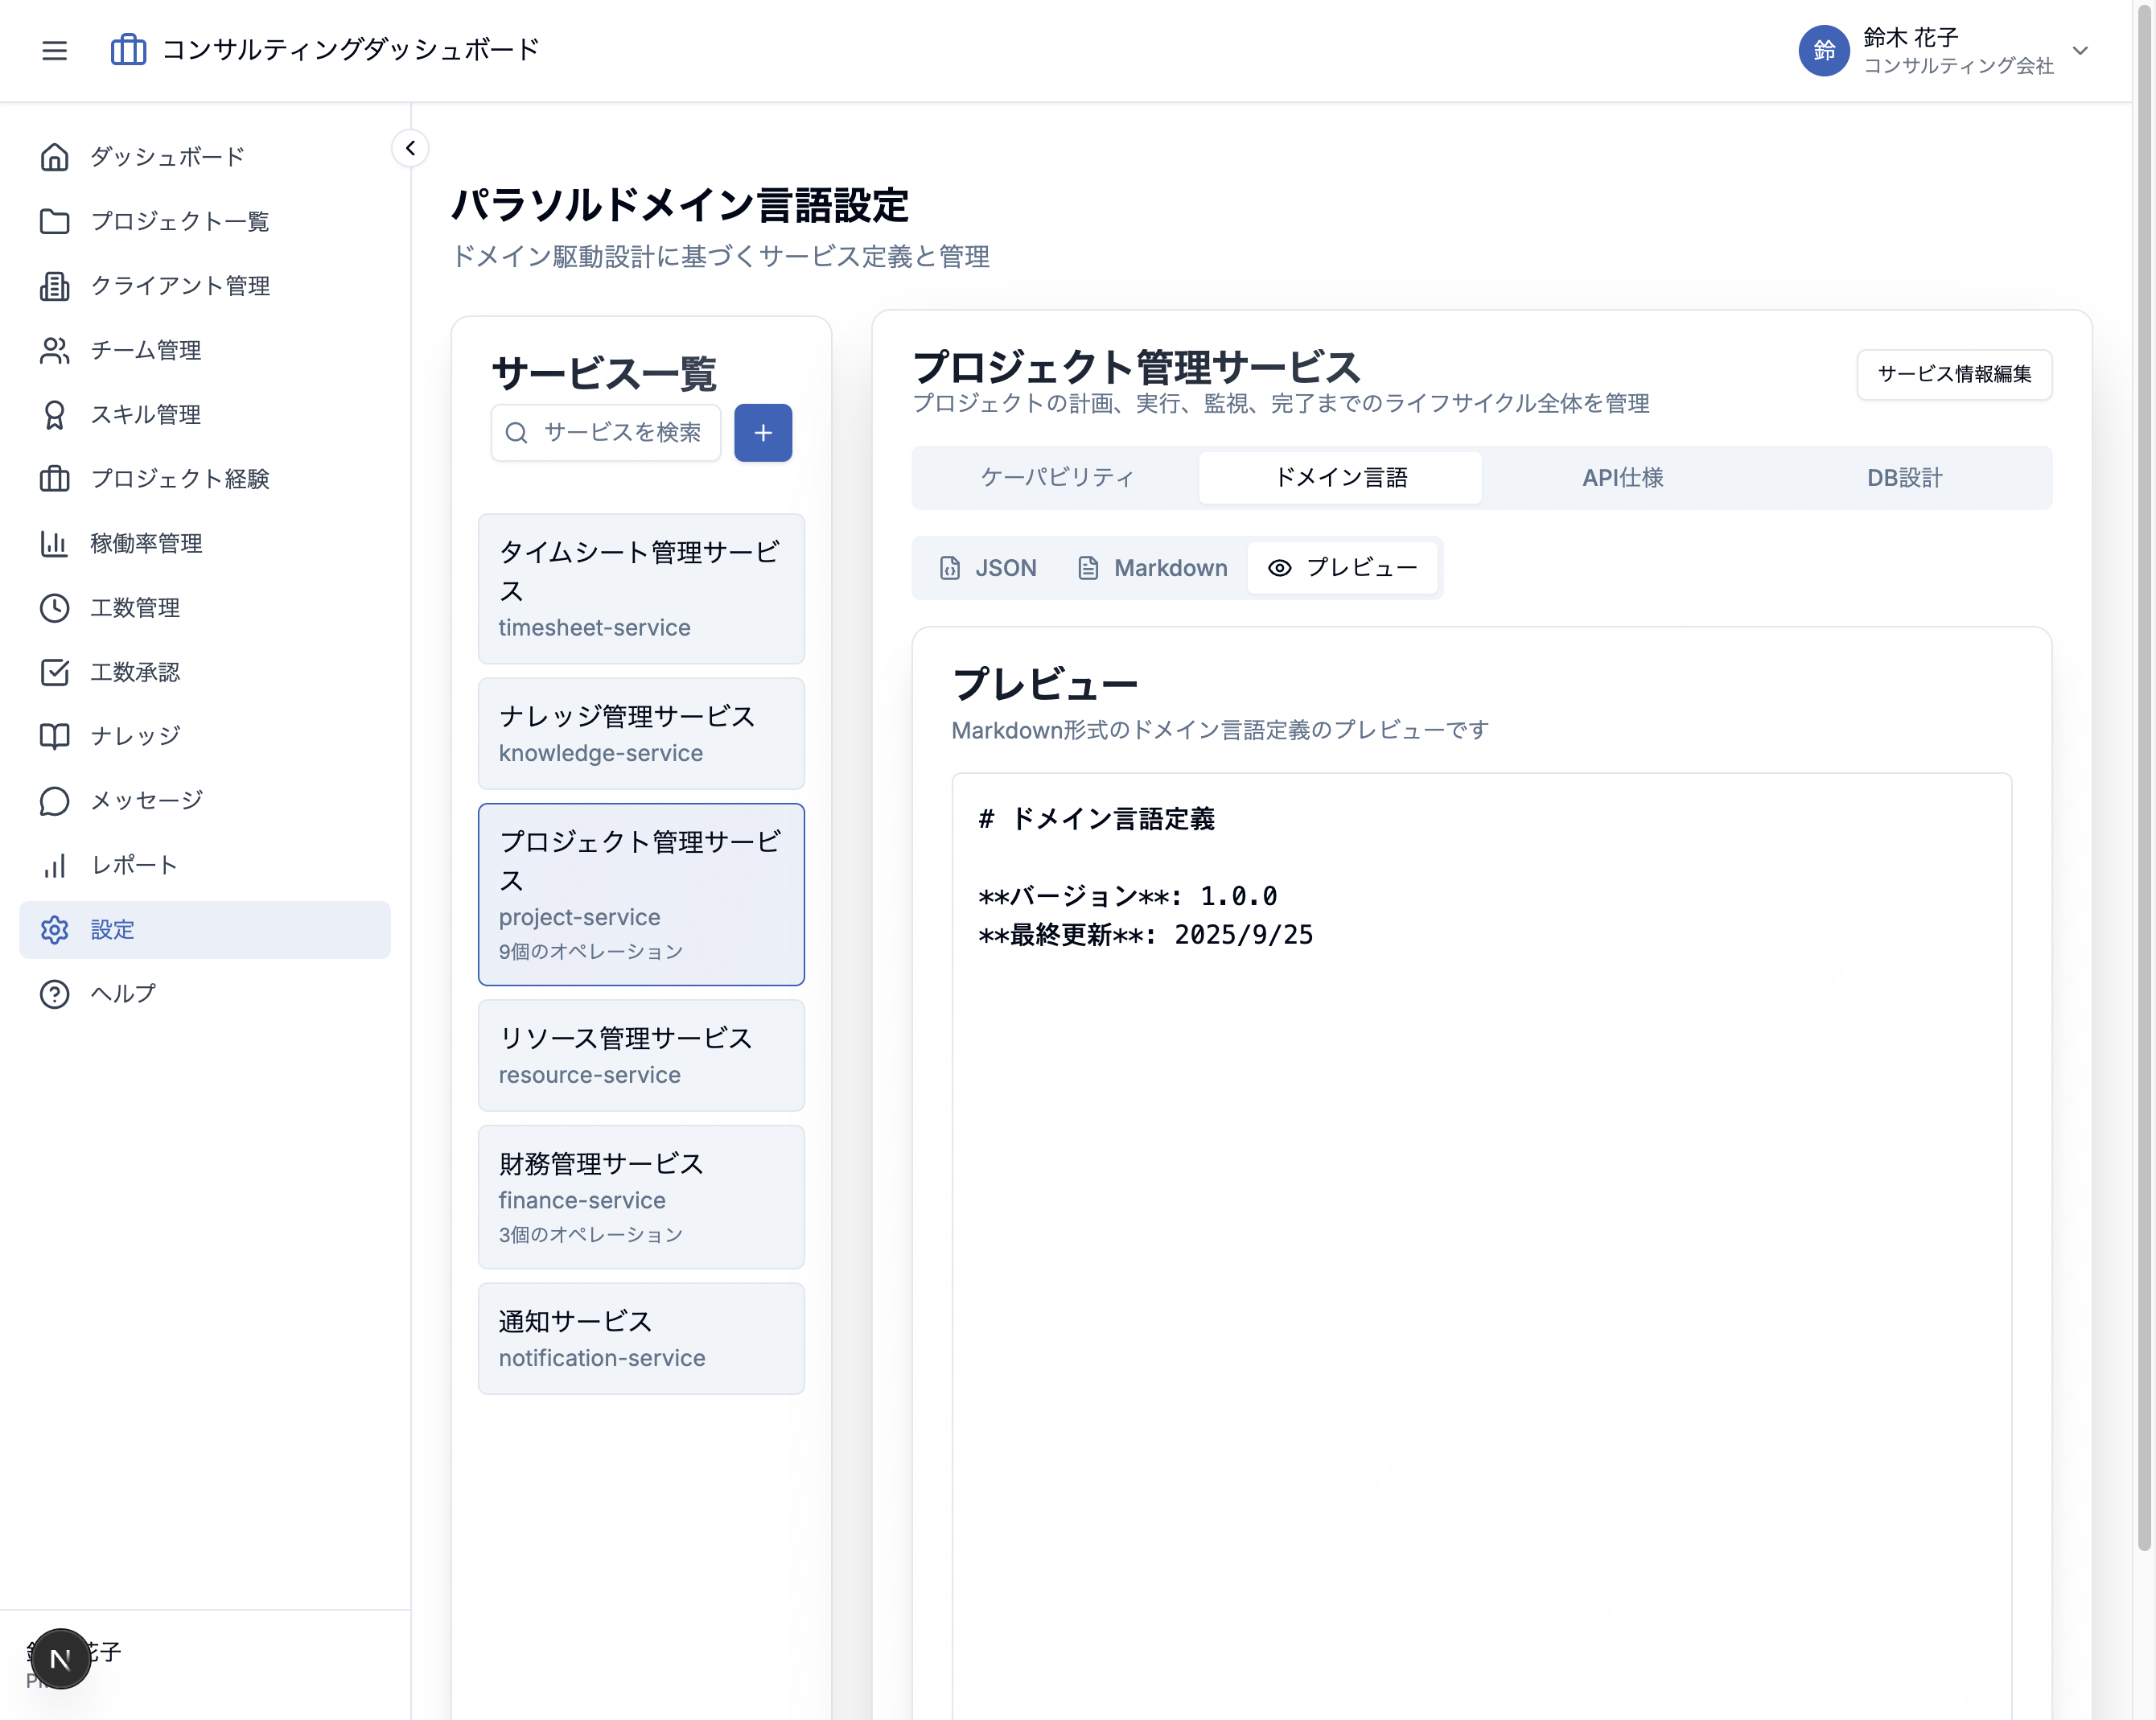 コンサルティングダッシュボード
鈴
鈴木 花子
コンサルティング会社
ダッシュボード
プロジェクト一覧
クライアント管理
チーム管理
スキル管理
プロジェクト経験
稼働率管理
工数管理
工数承認
ナレッジ
メッセージ
レポート
設定
ヘルプ
N
花子
パラソルドメイン言語設定
ドメイン駆動設計に基づくサービス定義と管理
サービス一覧
サービスを検索
タイムシート管理サービ
ス
timesheet-service
ナレッジ管理サービス
knowledge-service
プロジェクト管理サービ
ス
project-service
9個のオペレーション
リソース管理サービス
resource-service
財務管理サービス
finance-service
3個のオペレーション
通知サービス
notification-service
プロジェクト管理サービス
プロジェクトの計画、実行、監視、完了までのライフサイクル全体を管理
サービス情報編集
ケーパビリティ
ドメイン言語
API仕様
DB設計
JSON
Markdown
プレビュー
プレビュー
Markdown形式のドメイン言語定義のプレビューです
# ドメイン言語定義
**バージョン**: 1.0.0
**最終更新**: 2025/9/25